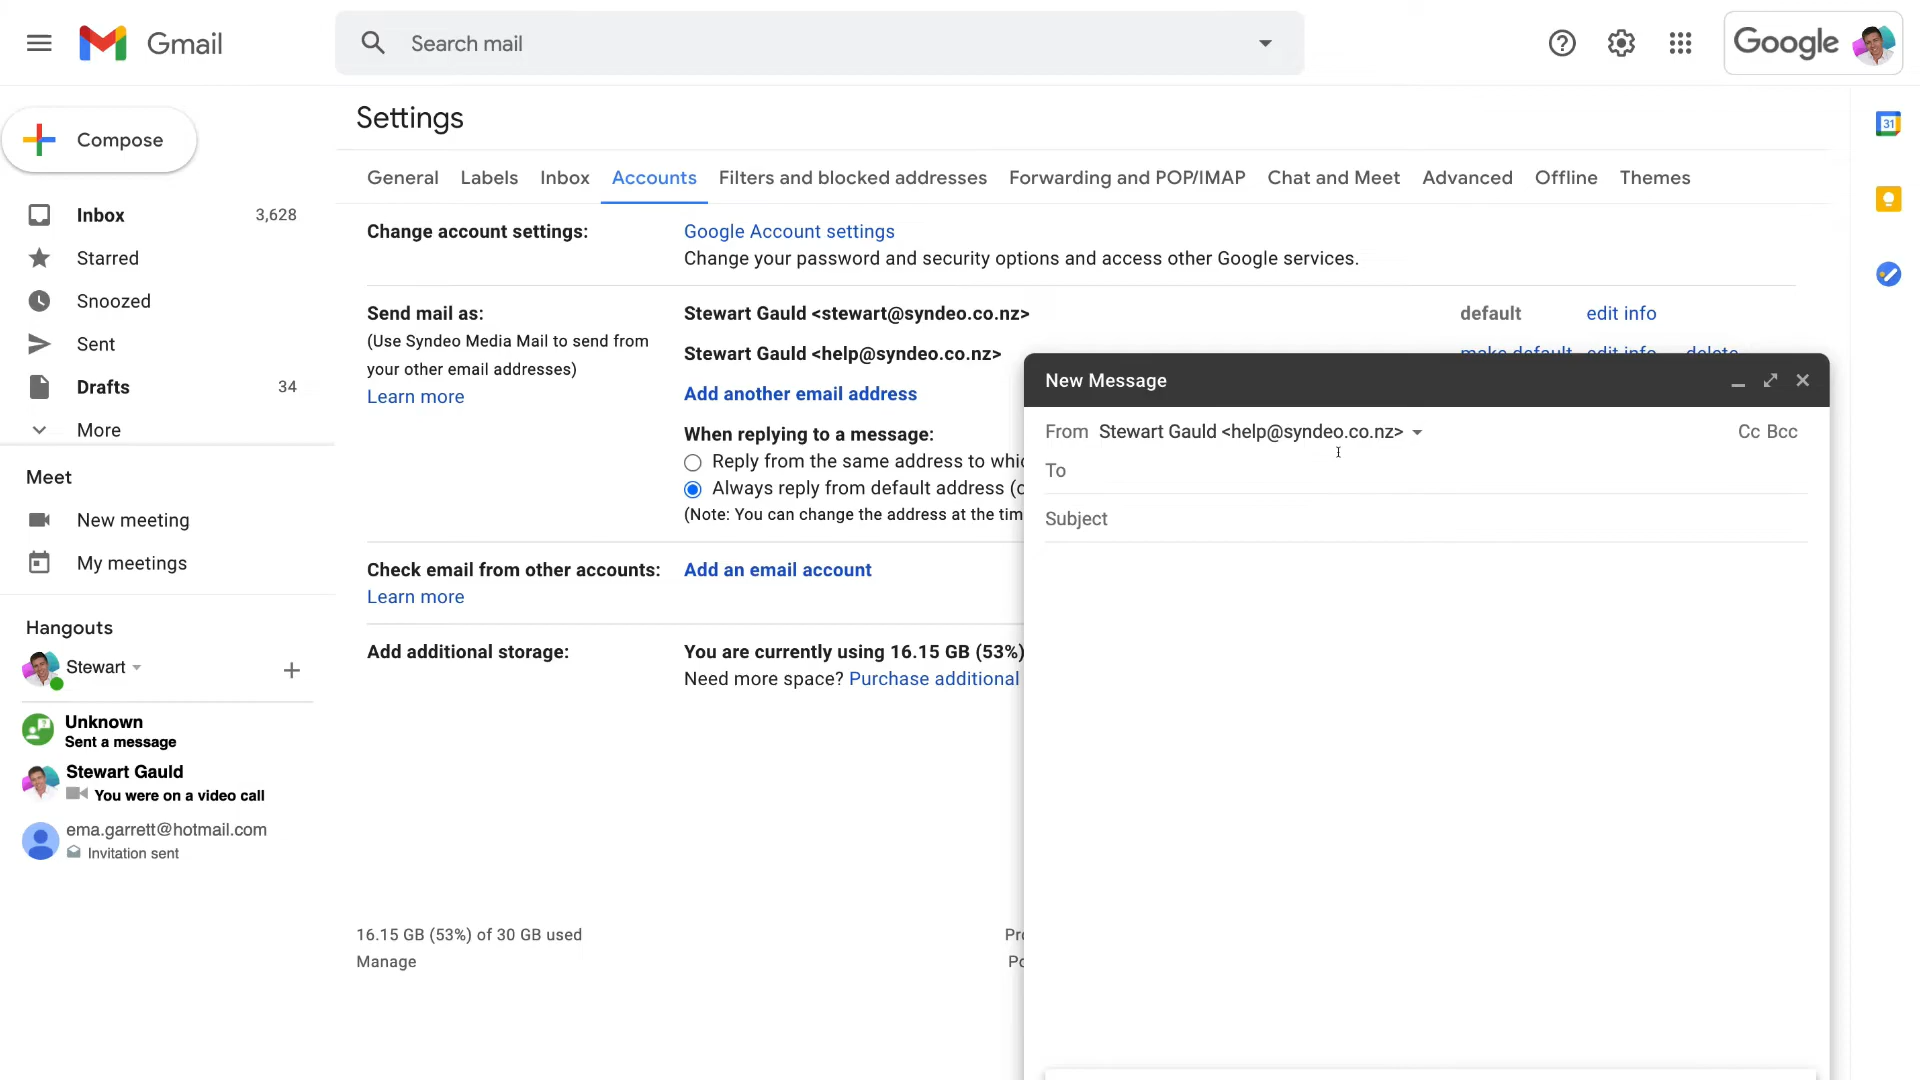 Gmail
Search mail
Google
Compose
Inbox 3,628
Starred
Snoozed
Sent
Drafts 34
More
Meet
New meeting
My meetings
Hangouts
Stewart
Unknown
Sent a message
Stewart Gauld
You were on a video call
ema.garrett@hotmail.com
Invitation sent
Settings
General Labels Inbox Accounts Filters and blocked addresses Forwarding and POP/IMAP Chat and Meet Advanced Offline Themes
Change account settings: Google Account settings
Change your password and security options and access other Google services.
Send mail as: Stewart Gauld <stewart@syndeo.co.nz> default edit info
(Use Syndeo Media Mail to send from
your other email addresses)
Learn more
Stewart Gauld <help@syndeo.co.nz> make default edit info delete
Add another email address
When replying to a message:
Reply from the same address to
Always reply from default address
(Note: You can change the address at the
Check email from other accounts: Add an email account
Learn more
Add additional storage: You are currently using 16.15 GB (53%)
Need more space? Purchase additional
16.15 GB (53%) of 30 GB used
Manage
New Message
From Stewart Gauld <help@syndeo.co.nz> Cc Bcc
To
Subject
31